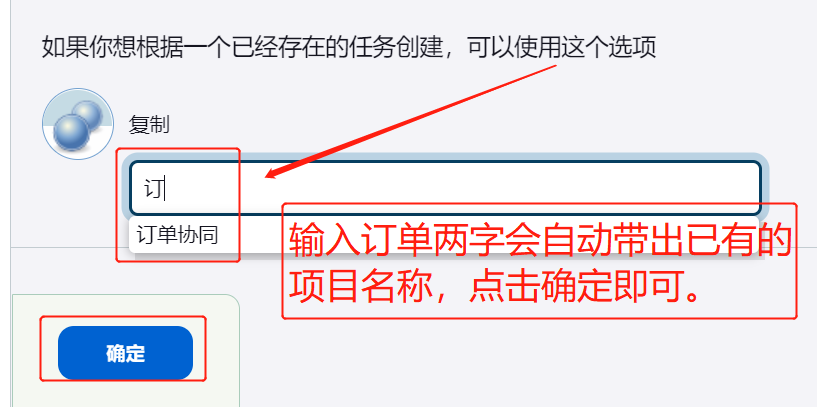 如果你想根据一个已经存在的任务创建，可以使用这个选项
复制
订
订单协同
输入订单两字会自动带出已有的
项目名称，点击确定即可。
确定